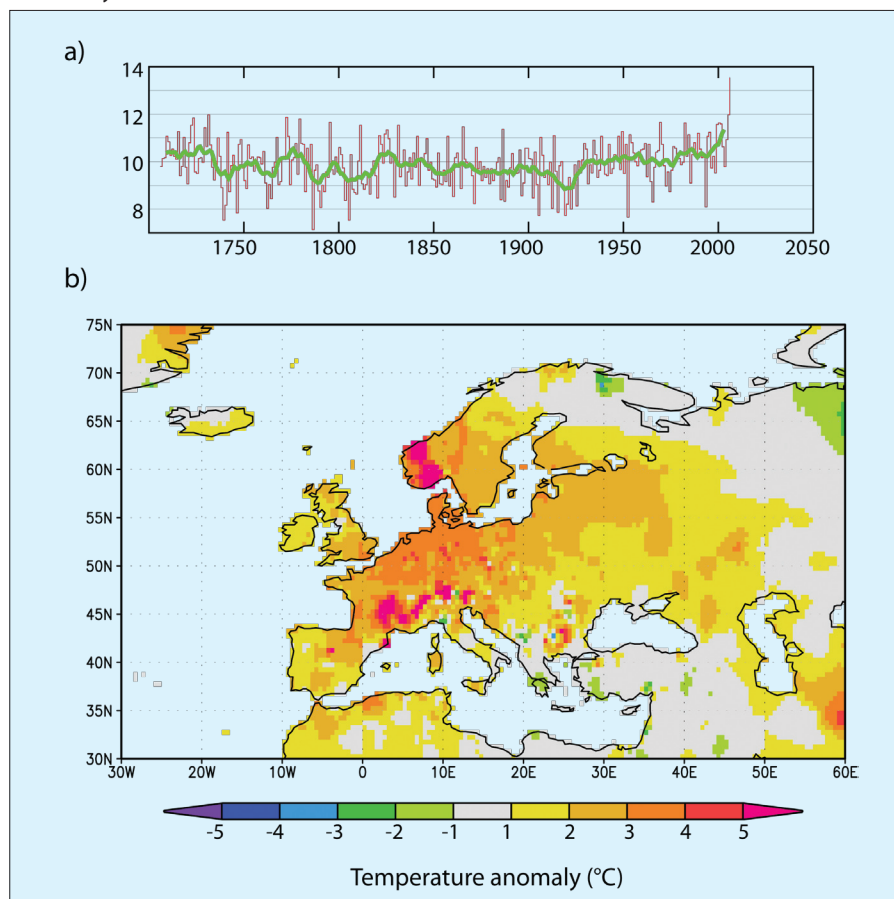 a)
14
12
10
8
1750 1800 1850 1900 1950 2000 2050
b)
75N
70N
65N
60N
55N
50N
45N
40N
35N
30N
30W 20W 10W 0 10E 20E 30E 40E 50E 60E
-5 -4 -3 -2 -1 1 2 3 4 5
Temperature anomaly (°C)